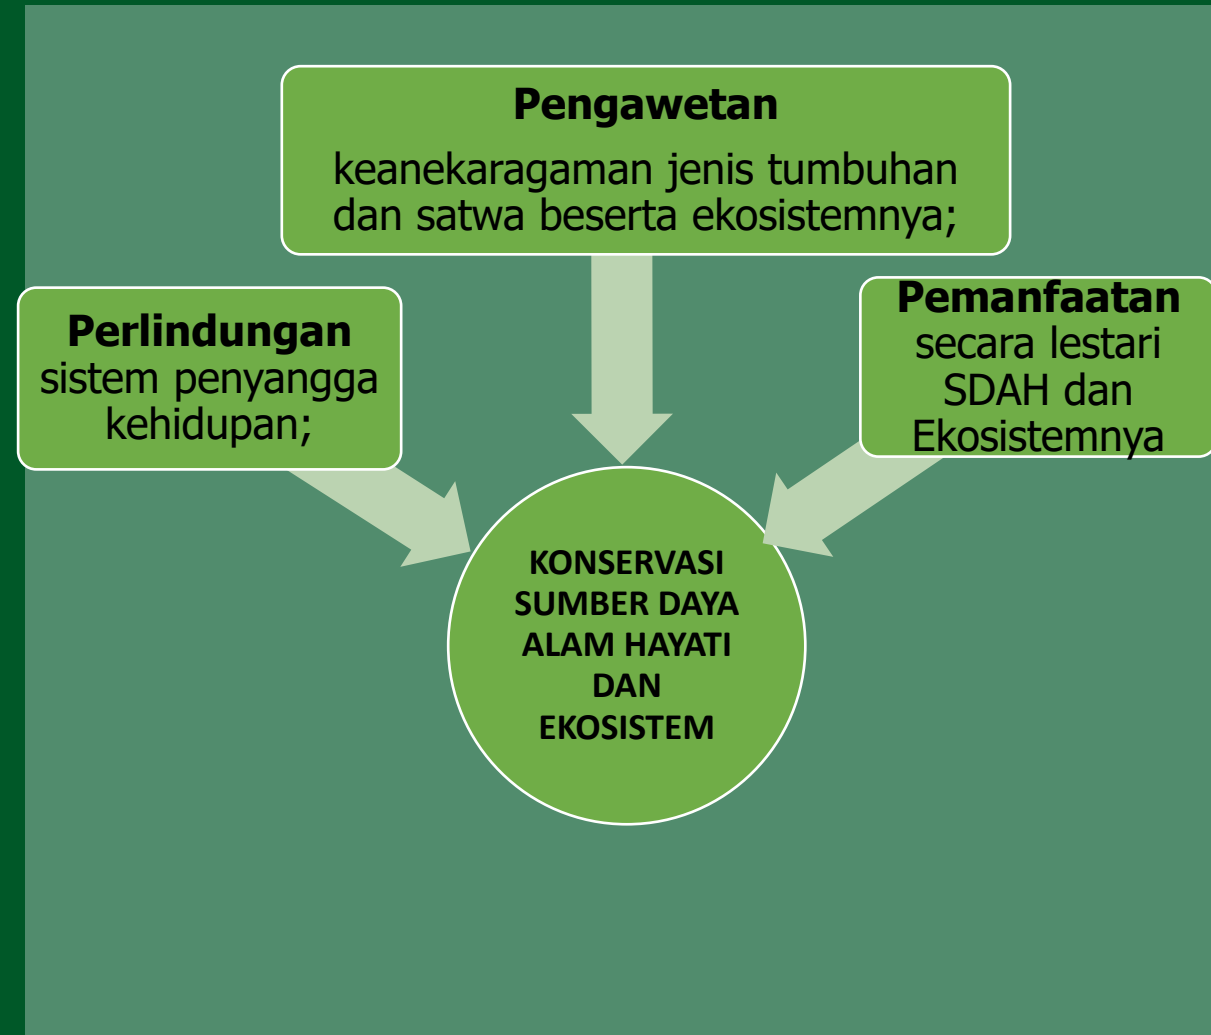 Pengawetan
keanekaragaman jenis tumbuhan
dan satwa beserta ekosistemnya;
Perlindungan
sistem penyangga
kehidupan;
Pemanfaatan
secara lestari
SDAH dan
Ekosistemnya
KONSERVASI
SUMBER DAYA
ALAM HAYATI
DAN
EKOSISTEM